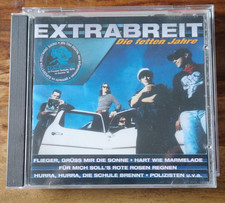 EXTRABREIT
Die fetten Jahre
FLIEGER, GRÜSS MIR DIE SONNE • HART WIE MARMELADE
FÜR MICH SOLL'S ROTE ROSEN REGNEN
HURRA, HURRA, DIE SCHULE BRENNT • POLIZISTEN u.v.a.